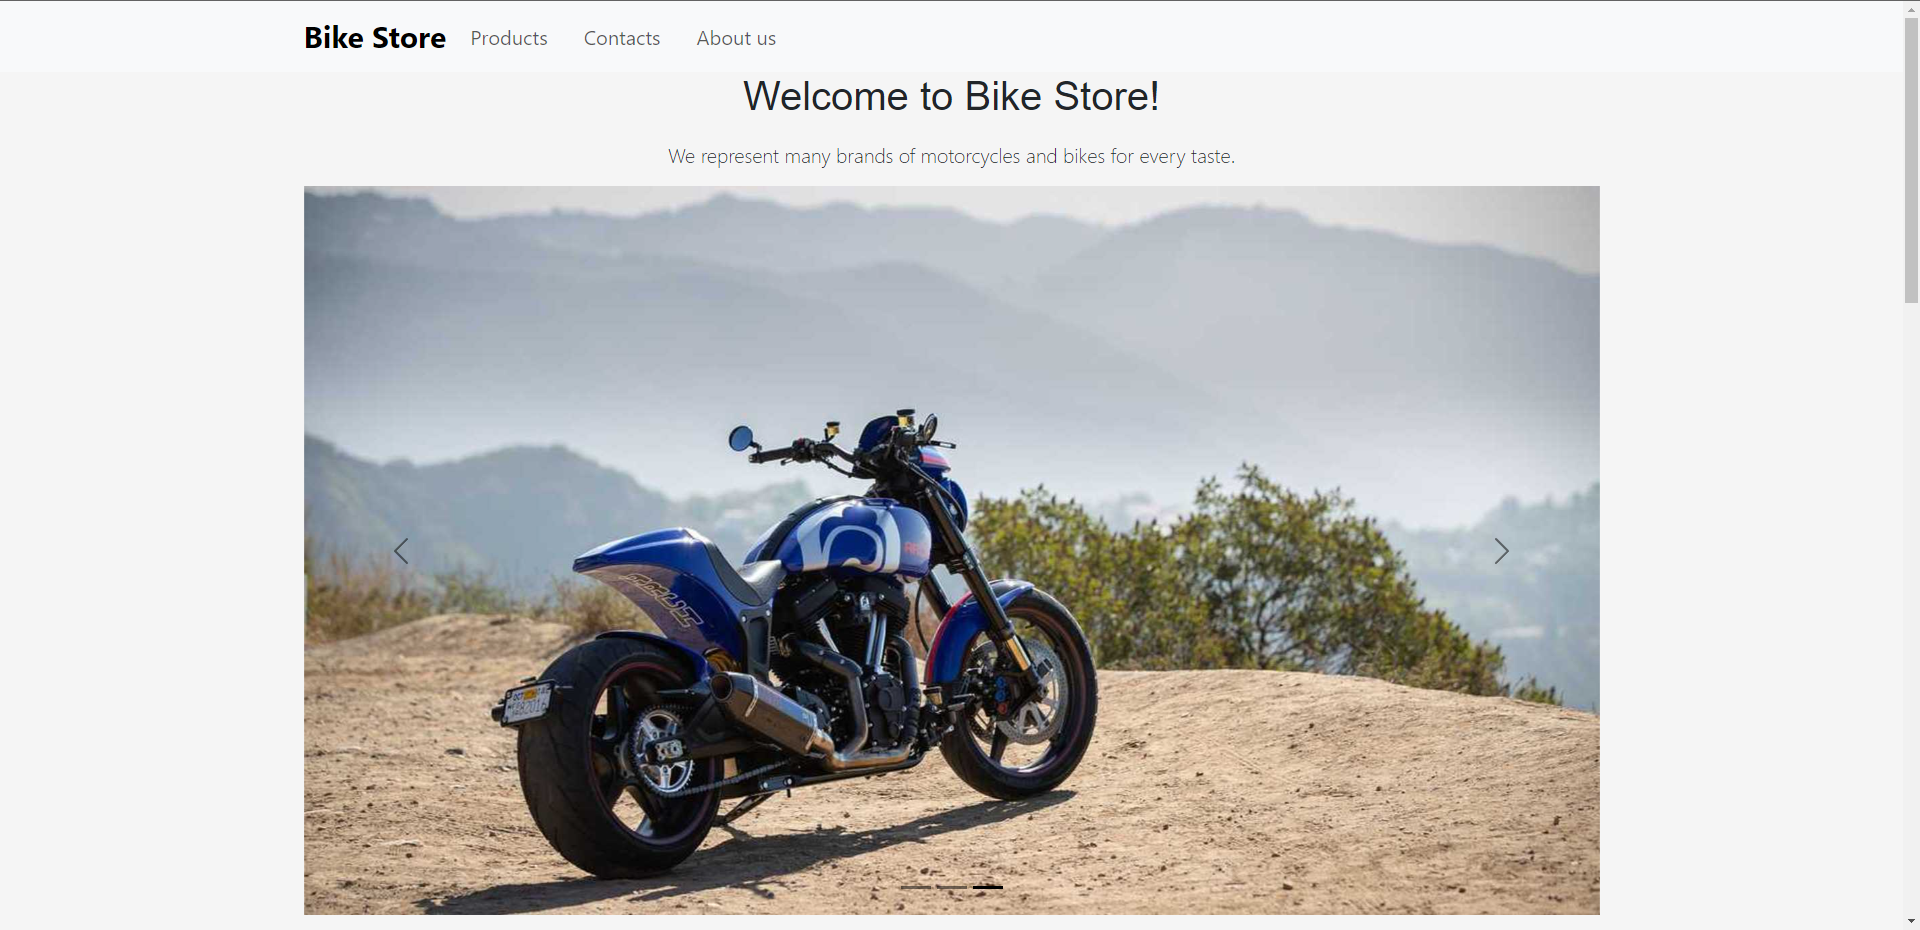 Bike Store Products Contacts About us
Welcome to Bike Store!
We represent many brands of motorcycles and bikes for every taste.